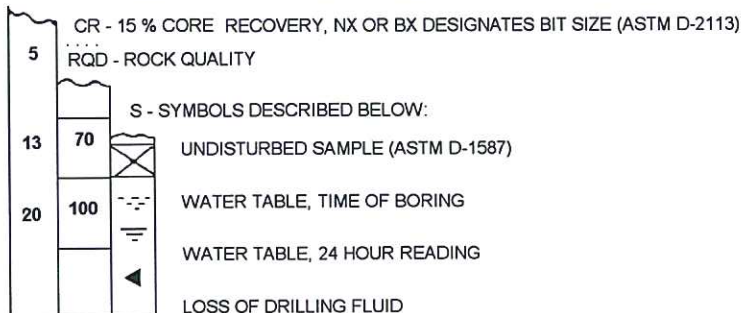 CR - 15 % CORE RECOVERY, NX OR BX DESIGNATES BIT SIZE (ASTM D-2113)
5
RQD - ROCK QUALITY
S - SYMBOLS DESCRIBED BELOW:
13 70 UNDISTURBED SAMPLE (ASTM D-1587)
20 100 WATER TABLE, TIME OF BORING
WATER TABLE, 24 HOUR READING
LOSS OF DRILLING FLUID